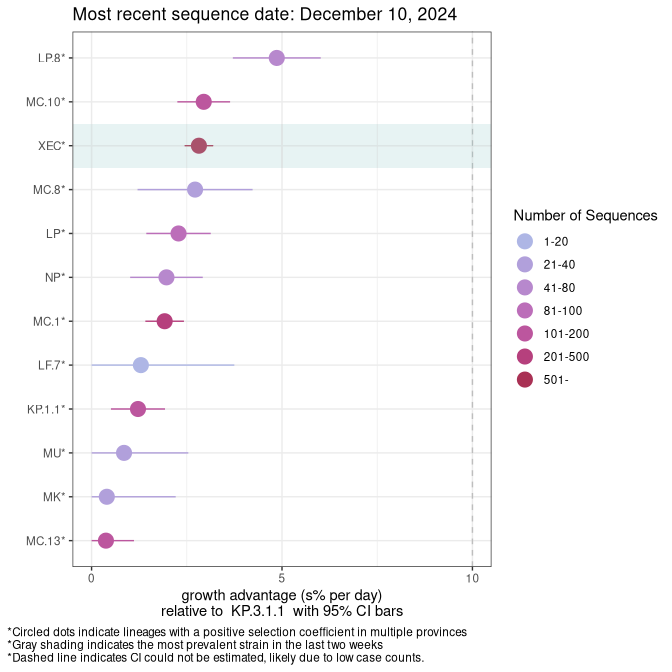 Most recent sequence date: December 10, 2024
LP.8*
MC.10*
XEC*
MC.8*
LP*
NP*
MC.1*
LF.7*
KP.1.1*
MU*
MK*
MC.13*
0 5 10
growth advantage (s% per day)
relative to  KP.3.1.1  with 95% CI bars
Number of Sequences
1-20
21-40
41-80
81-100
101-200
201-500
501-
*Circled dots indicate lineages with a positive selection coefficient in multiple provinces
*Gray shading indicates the most prevalent strain in the last two weeks
*Dashed line indicates CI could not be estimated, likely due to low case counts.